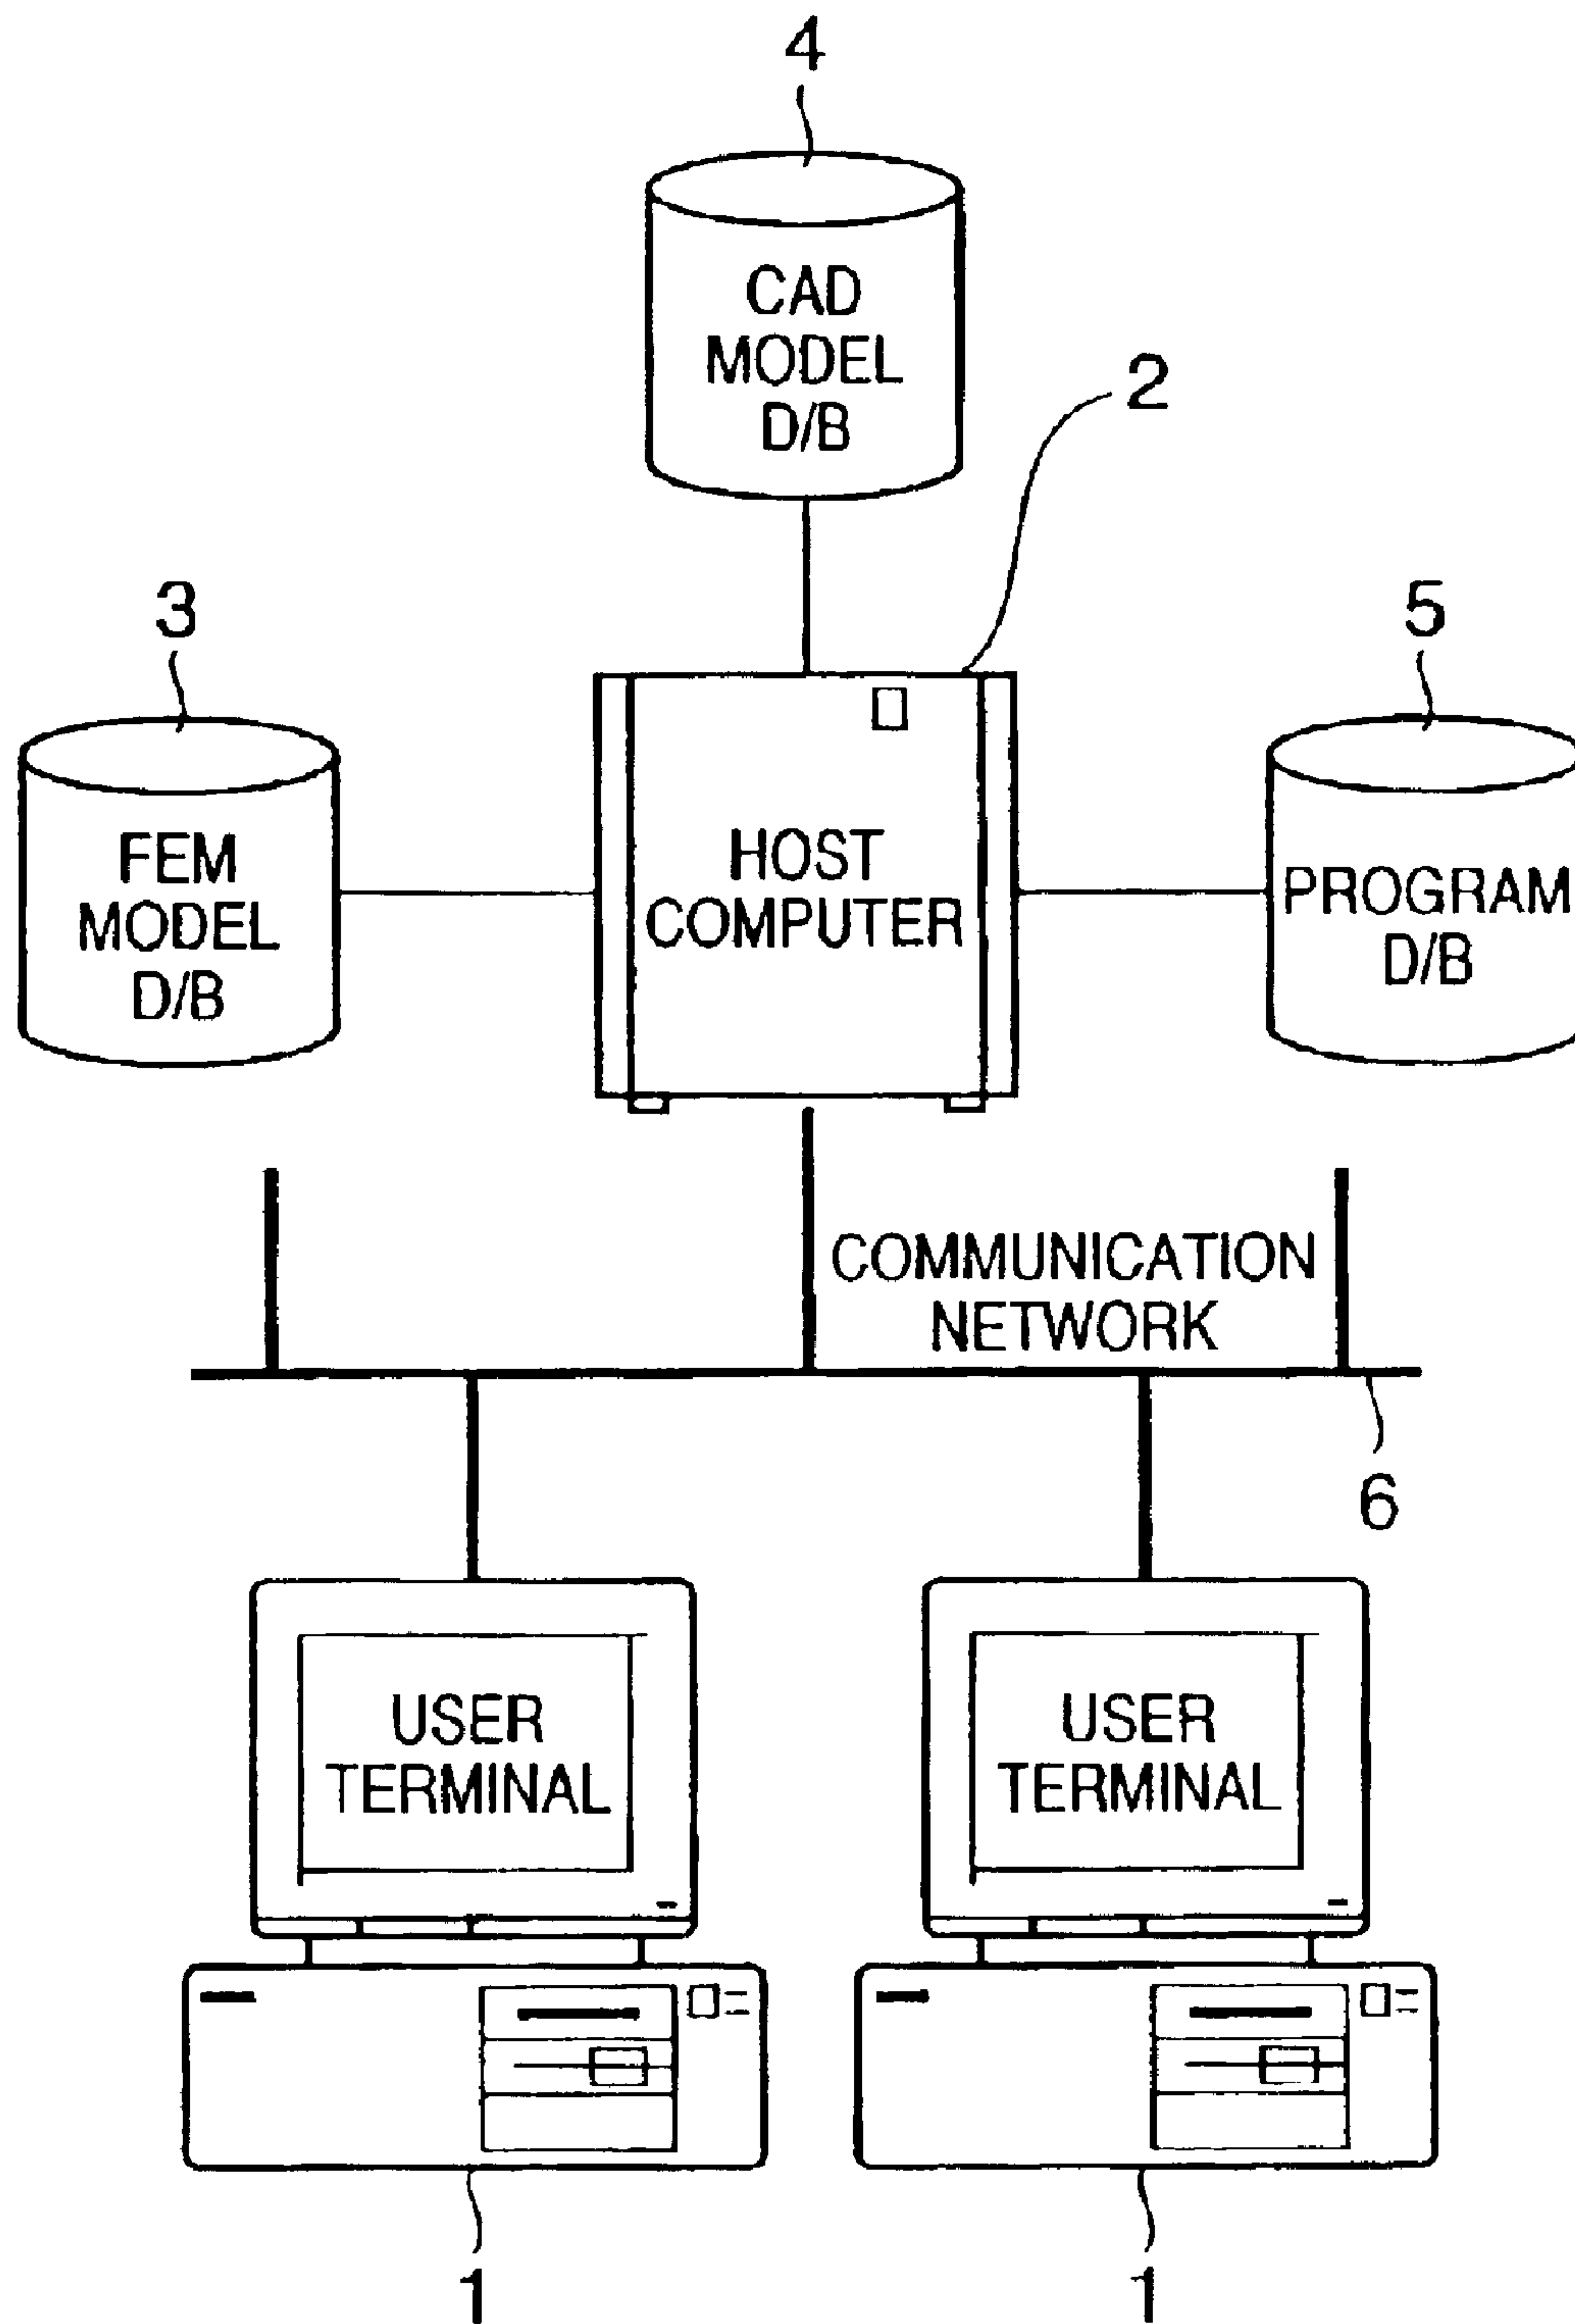 4
CAD
MODEL
D/B
2
3
5
FEM
MODEL
D/B
HOST
COMPUTER
PROGRAM
D/B
COMMUNICATION
NETWORK
6
USER
TERMINAL
USER
TERMINAL
1
1